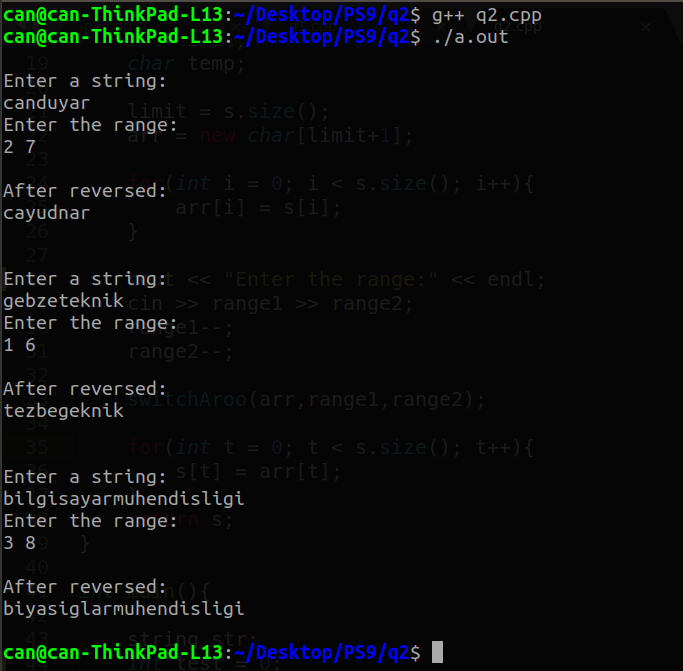 can@can-ThinkPad-L13:~/Desktop/PS9/q2$ g++ q2.cpp
can@can-ThinkPad-L13:~/Desktop/PS9/q2$ ./a.out
Enter a string:
canduyar
Enter the range:
2 7
After reversed:
cayudnar
Enter a string:
gebzeteknik
Enter the range:
1 6
After reversed:
tezbegeknik
Enter a string:
bilgisayarmuhendisligi
Enter the range:
3 8
After reversed:
biyasiglarmuhendisligi
can@can-ThinkPad-L13:~/Desktop/PS9/q2$